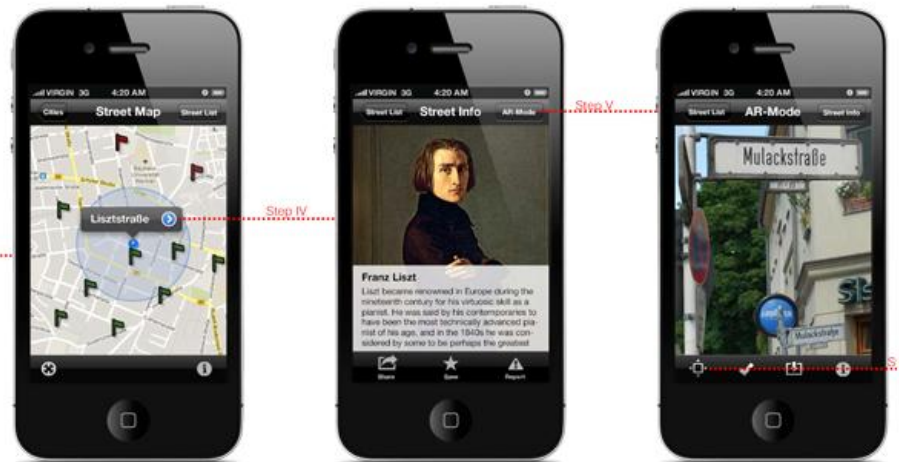 VIRGIN 3G 4:20 AM
Cities Street Map Street List
Lisztstraße
Step IV
VIRGIN 3G 4:20 AM
Street List Street Info AR-Mode
Franz Liszt
Liszt became renowned in Europe during the
nineteenth century for his virtuosic skill as a
pianist. He was said by his contemporaries to
have been the most technically advanced pia-
nist of his age, and in the 1840s he was con-
sidered by some to be perhaps the greatest
Share Save Report
Step V
VIRGIN 3G 4:20 AM
Street List AR-Mode Street Info
Mulackstraße
Mulackstraße